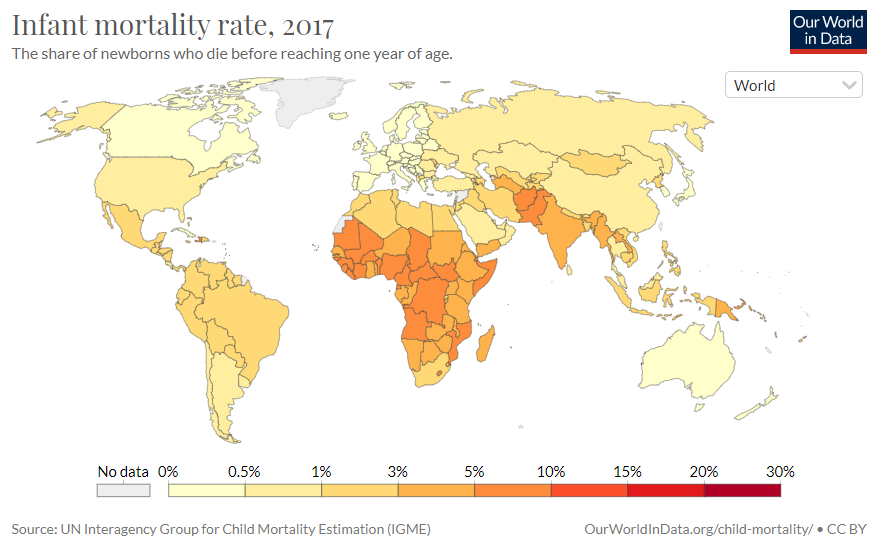 Infant mortality rate, 2017
The share of newborns who die before reaching one year of age.
Our World
in Data
World
No data 0% 0.5% 1% 3% 5% 10% 15% 20% 30%
Source: UN Interagency Group for Child Mortality Estimation (IGME)
OurWorldInData.org/child-mortality/ • CC BY